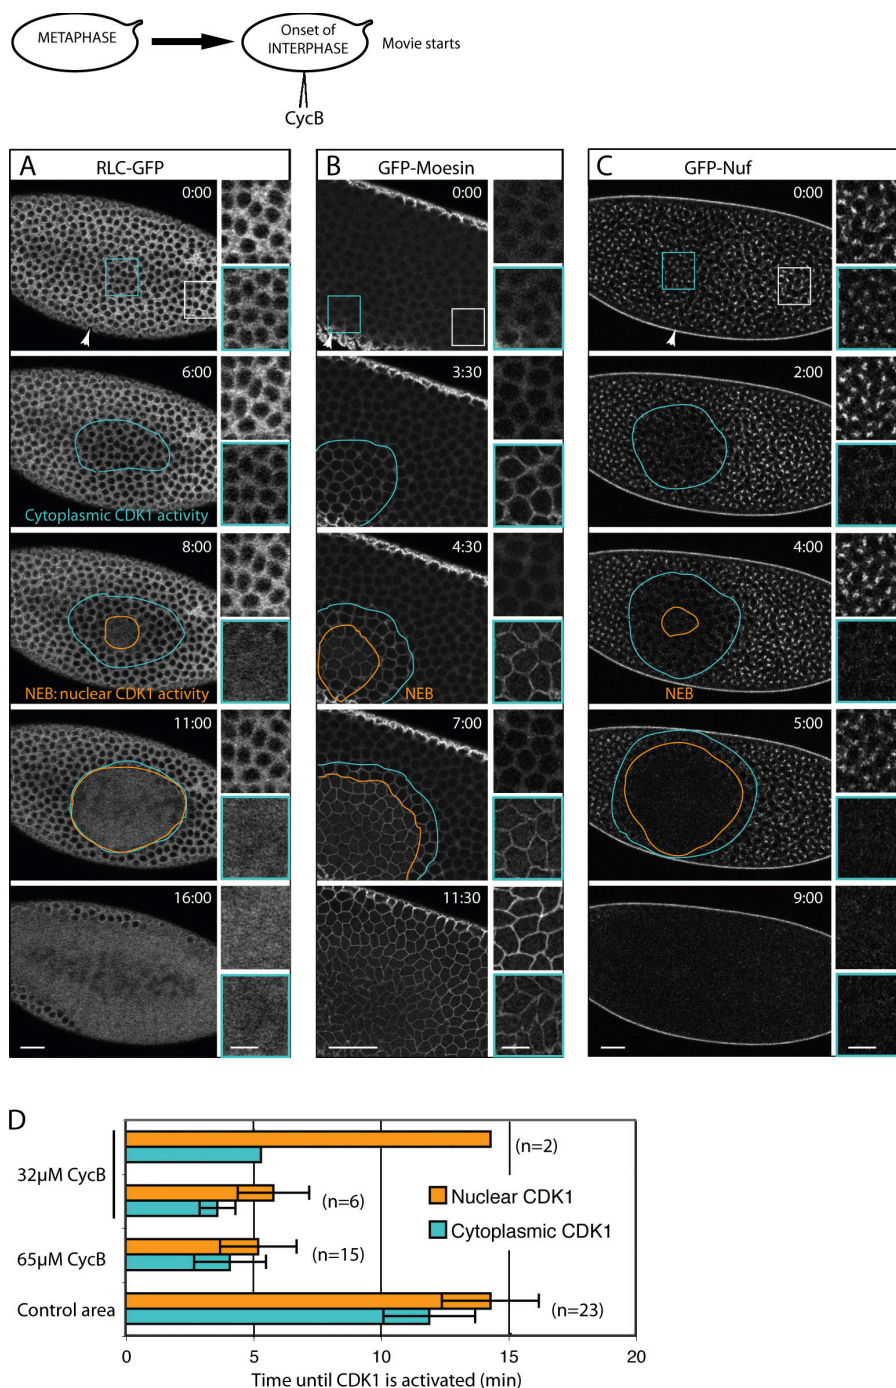 METAPHASE
Onset of
INTERPHASE
Movie starts
CycB
A
RLC-GFP
B
GFP-Moesin
C
GFP-Nuf
0:00
0:00
0:00
6:00
Cytoplasmic CDK1 activity
3:30
2:00
8:00
NEB: nuclear CDK1 activity
4:30
NEB
4:00
NEB
11:00
7:00
5:00
16:00
11:30
9:00
D
32μM CycB
(n=2)
(n=6)
65μM CycB
(n=15)
Control area
(n=23)
Nuclear CDK1
Cytoplasmic CDK1
0 5 10 15 20
Time until CDK1 is activated (min)